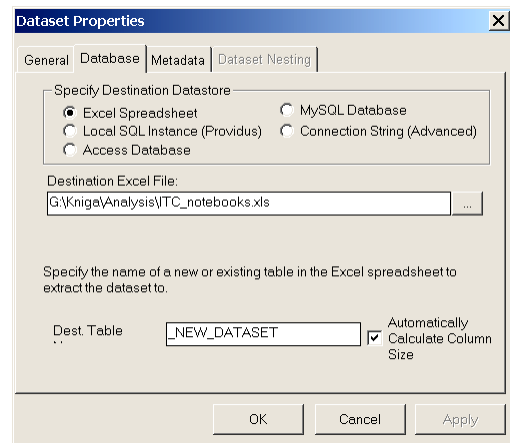 Dataset Properties
General Database Metadata Dataset Nesting
Specify Destination Datastore
Excel Spreadsheet
MySQL Database
Local SQL Instance (Providus)
Connection String (Advanced)
Access Database
Destination Excel File:
G:\Kniga\Analysis\ITC_notebooks.xls
...
Specify the name of a new or existing table in the Excel spreadsheet to
extract the dataset to.
Dest. Table
_NEW_DATASET
Automatically
Calculate Column
Size
OK Cancel Apply